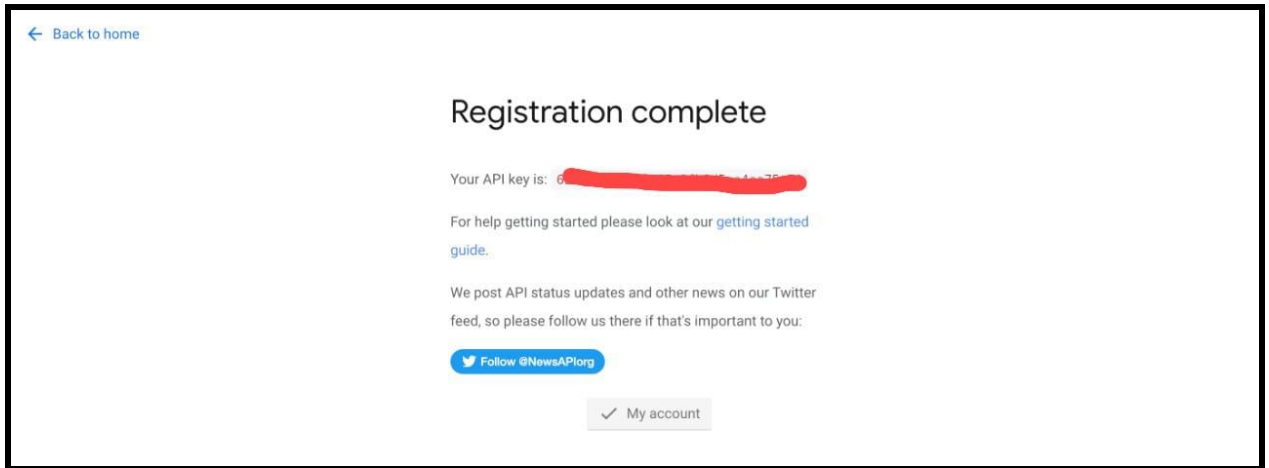 Back to home
Registration complete
Your API key is:
For help getting started please look at our getting started
guide.
We post API status updates and other news on our Twitter
feed, so please follow us there if that's important to you:
Follow @NewsAPIorg
My account